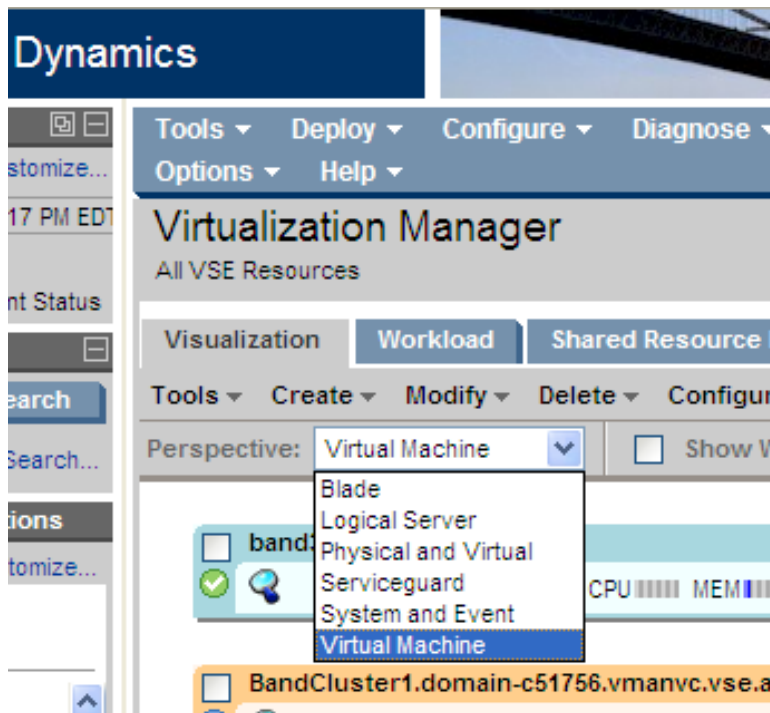 Dynamics
Tools Deploy Configure Diagnose
stomize...
Options Help
17 PM EDT
Virtualization Manager
All VSE Resources
nt Status
Visualization Workload Shared Resource
earch
Tools Create Modify Delete Configur
Search...
Perspective: Virtual Machine Show
Blade
tions
Logical Server
Physical and Virtual
tomize...
Serviceguard
CPU MEM
System and Event
Virtual Machine
BandCluster1.domain-c51756.vmanvc.vse.a